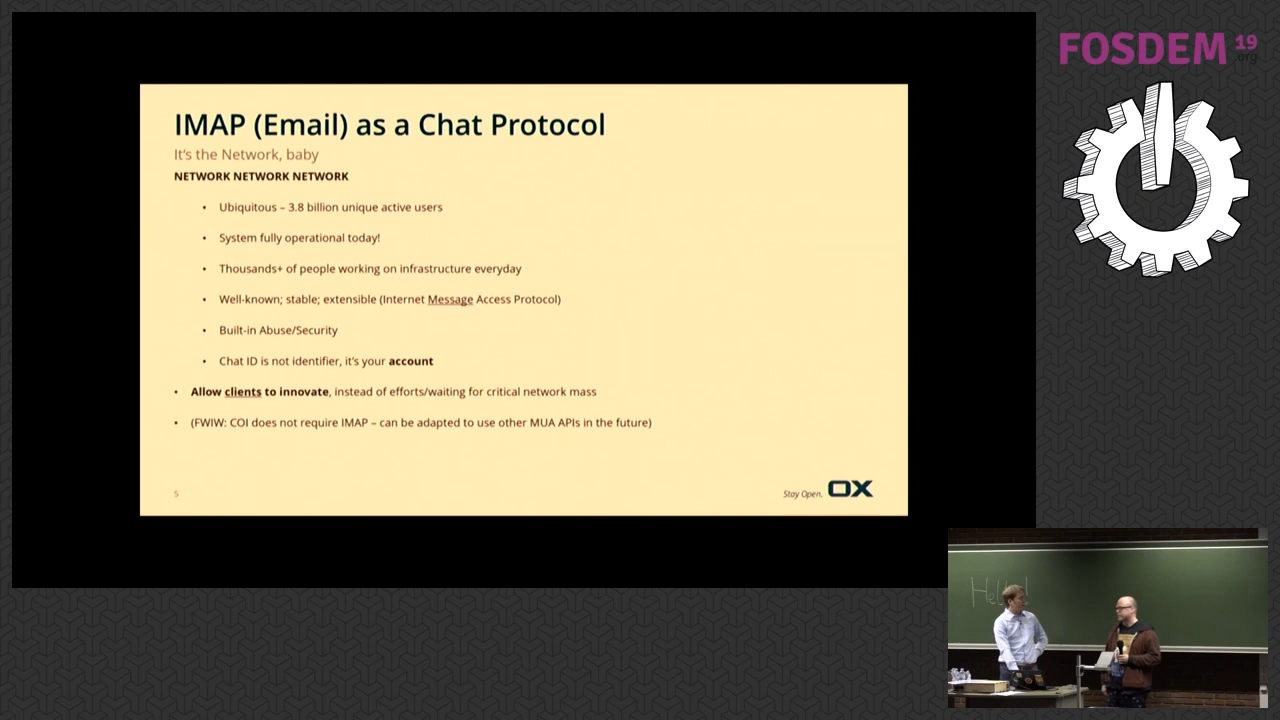 FOSDEM 19
.org
IMAP (Email) as a Chat Protocol
It's the Network, baby
NETWORK NETWORK NETWORK
• Ubiquitous – 3.8 billion unique active users
• System fully operational today!
• Thousands+ of people working on infrastructure everyday
• Well-known; stable; extensible (Internet Message Access Protocol)
• Built-in Abuse/Security
• Chat ID is not identifier, it's your account
• Allow clients to innovate, instead of efforts/waiting for critical network mass
• (FWIW: COI does not require IMAP – can be adapted to use other MUA APIs in the future)
5
Stay Open. OX